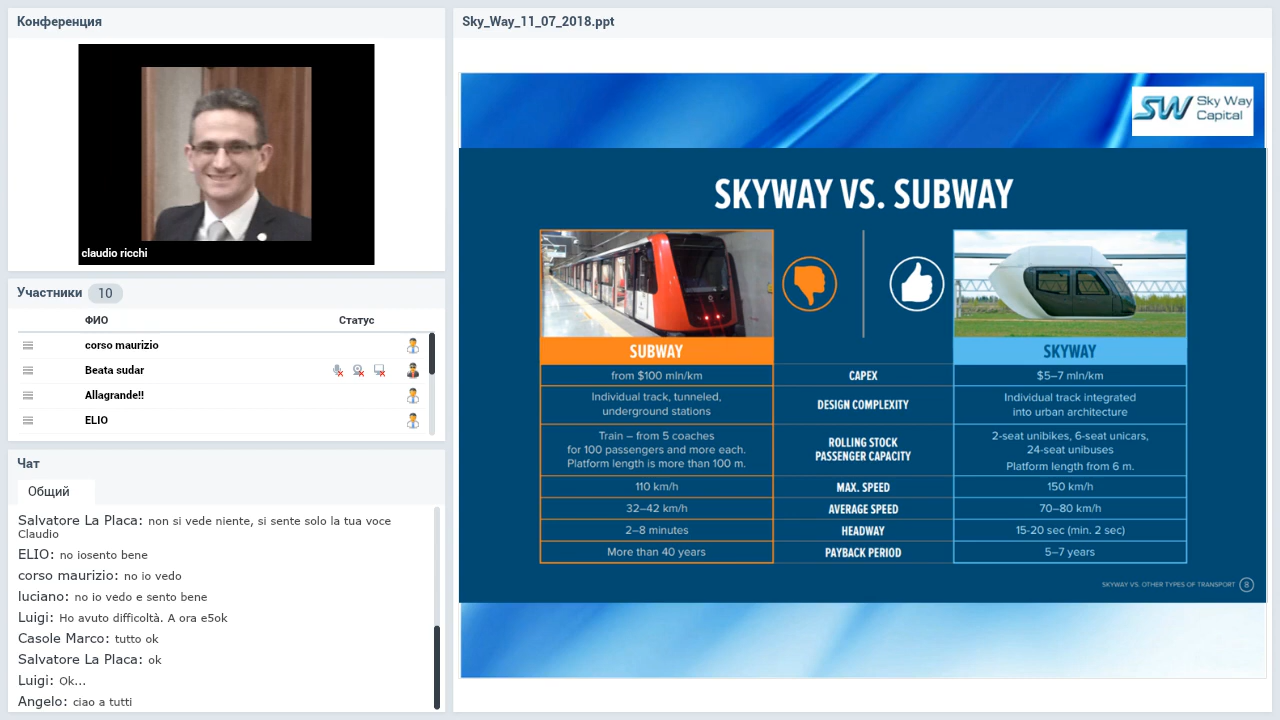 Конференция
claudio ricchi
Участники 10
ФИО Статус
corso maurizio
Beata sudar
Allagrande!!
ELIO
Чат
Общий
Salvatore La Placa: non si vede niente, si sente solo la tua voce
Claudio
ELIO: no iosento bene
corso maurizio: no io vedo
luciano: no io vedo e sento bene
Luigi: Ho avuto difficoltà. A ora e5ok
Casole Marco: tutto ok
Salvatore La Placa: ok
Luigi: Ok...
Angelo: ciao a tutti
Sky_Way_11_07_2018.ppt
SW Sky Way
Capital
SKYWAY VS. SUBWAY
SUBWAY SKYWAY
from $100 mln/km CAPEX $5–7 mln/km
Individual track, tunneled,
underground stations
DESIGN COMPLEXITY
Individual track integrated
into urban architecture
Train – from 5 coaches
for 100 passengers and more each.
Platform length is more than 100 m.
ROLLING STOCK
PASSENGER CAPACITY
2-seat unibikes, 6-seat unicars,
24-seat unibuses
Platform length from 6 m.
110 km/h MAX. SPEED 150 km/h
32–42 km/h AVERAGE SPEED 70–80 km/h
2–8 minutes HEADWAY 15-20 sec (min. 2 sec)
More than 40 years PAYBACK PERIOD 5–7 years
SKYWAY VS. OTHER TYPES OF TRANSPORT 8